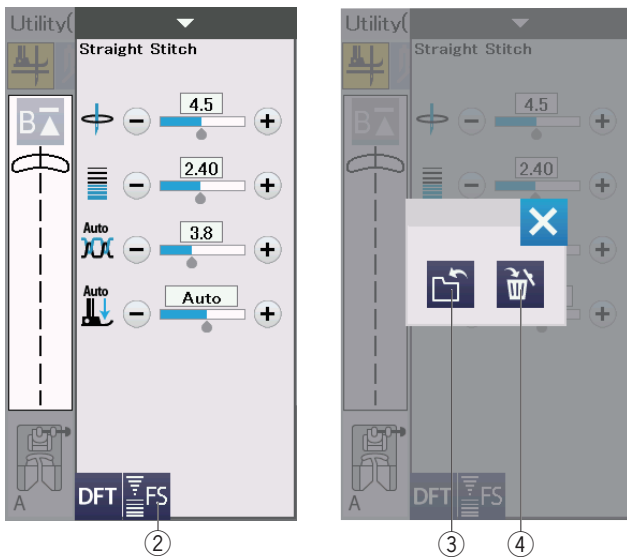 Utility(
Straight Stitch
B
4.5
2.40
Auto
3.8
Auto
Auto
A
DFT
FS
2
Utility(
Straight Stitch
B
4.5
2.40
A
DFT
FS
3
4